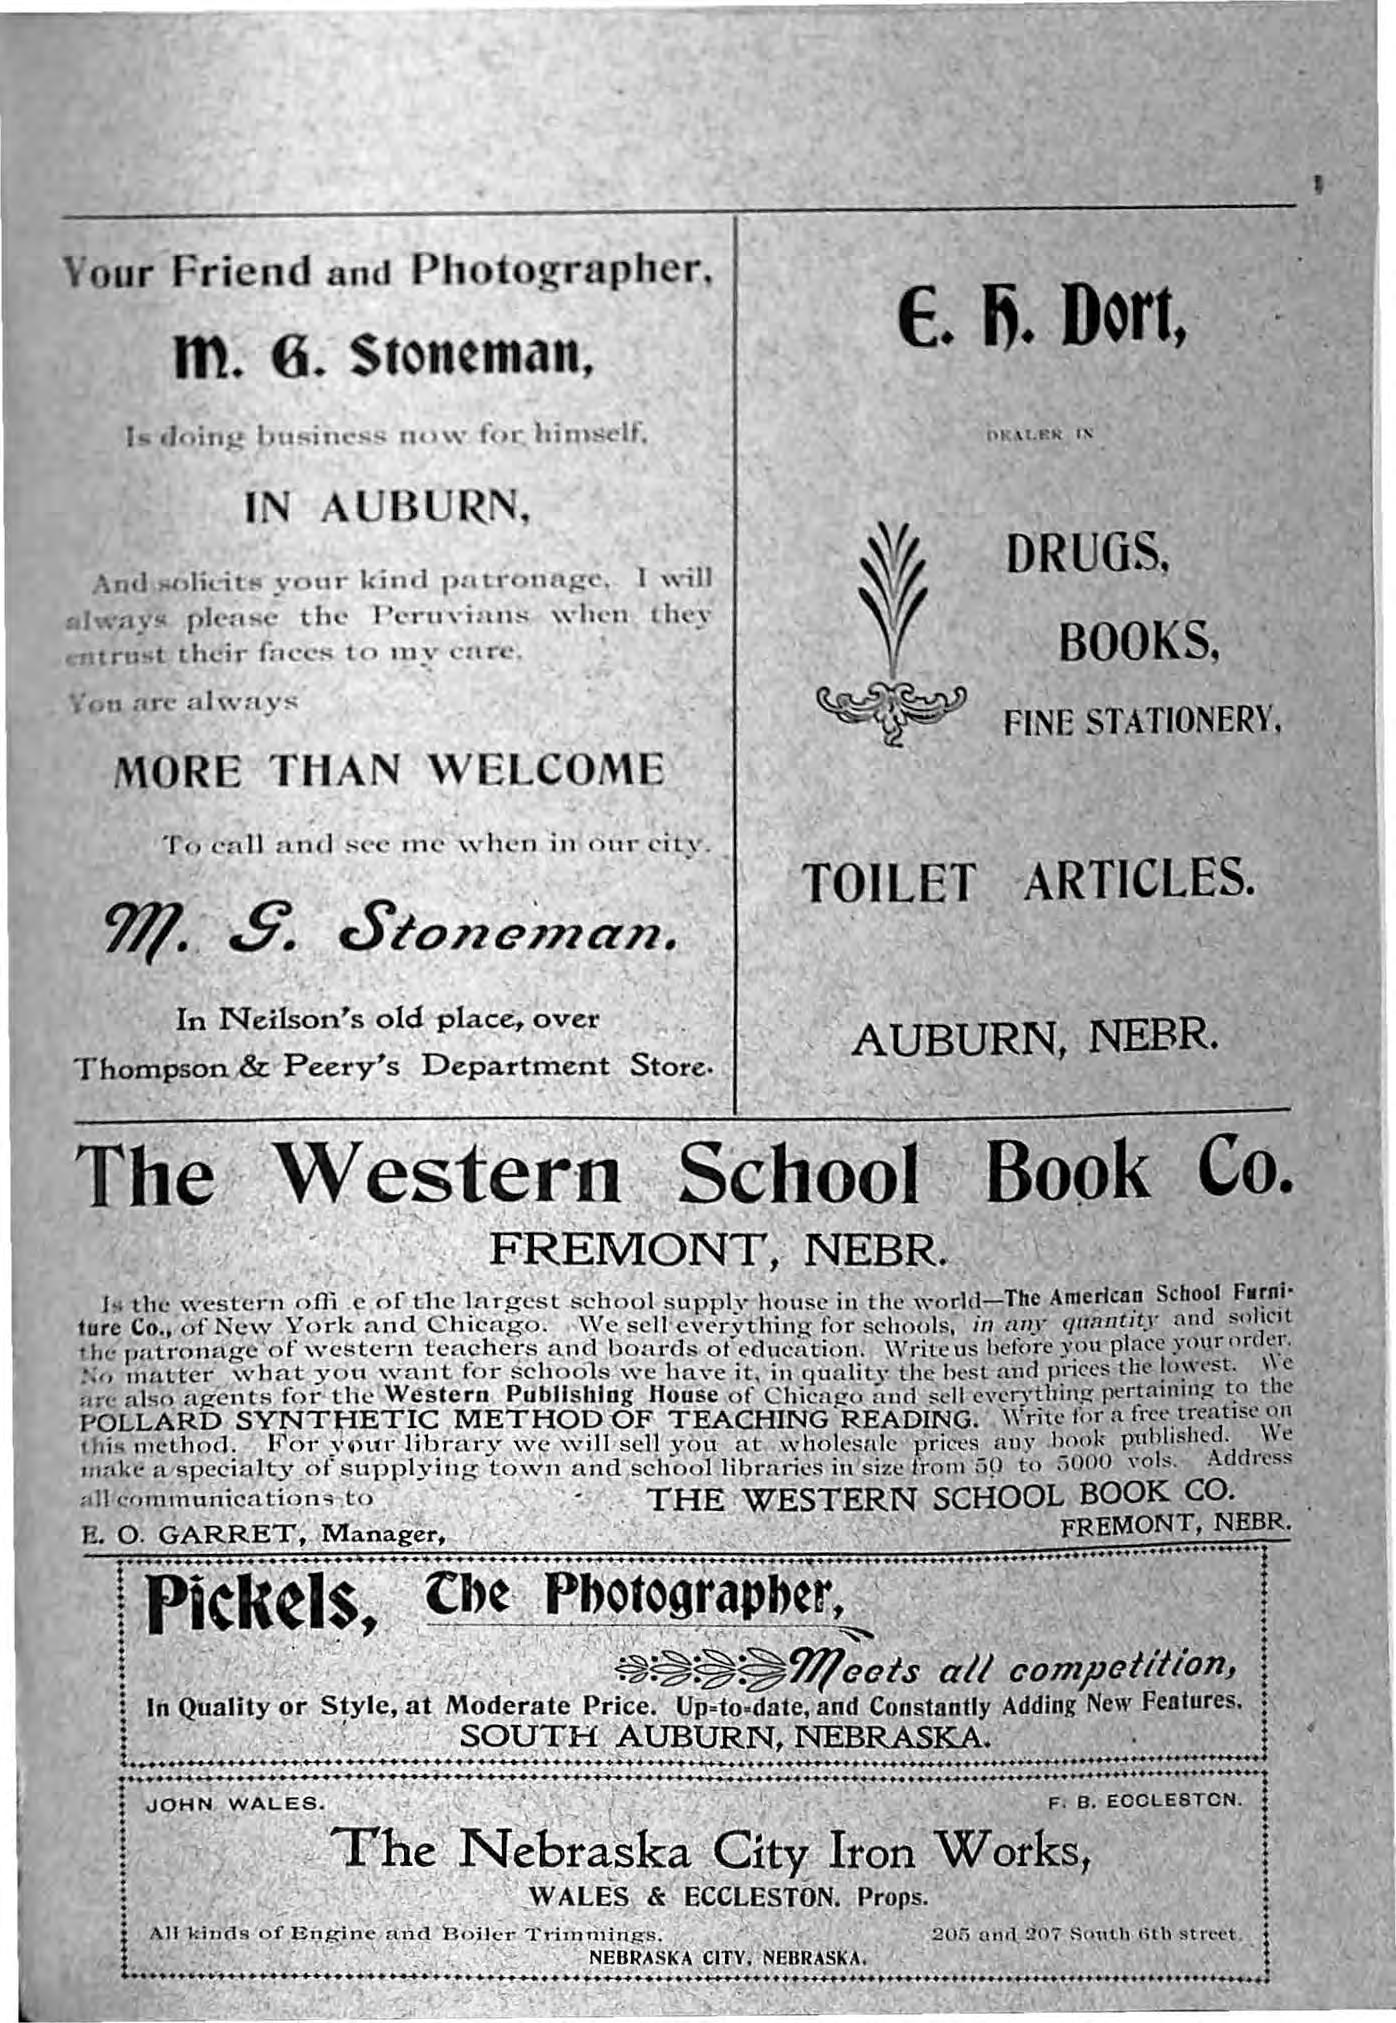 Your Friend and Photographer,
M. G. Stoneman,
Is doing business now for himself,
IN AUBURN,
And solicits your kind patronage. I will
always please the Peruvians when they
entrust their faces to my care.
You are always
MORE THAN WELCOME
To call and see me when in our city.
M. G. Stoneman.
In Neilson's old place, over
Thompson & Peery's Department Store.
E. H. Dort,
DEALER IN
DRUGS,
BOOKS,
FINE STATIONERY,
TOILET ARTICLES.
AUBURN, NEBR.
The Western School Book Co.
FREMONT, NEBR.
Is the western offi e of the largest school supply house in the world—The American School Furni-
ture Co., of New York and Chicago. We sell everything for schools, in any quantity and solicit
the patronage of western teachers and boards of education. Write us before you place your order.
No matter what you want for schools we have it, in quality the best and prices the lowest. We
are also agents for the Western Publishing House of Chicago and sell everything pertaining to the
POLLARD SYNTHETIC METHOD OF TEACHING READING. Write for a free treatise on
this method. For your library we will sell you at wholesale prices any book published. We
make a specialty of supplying town and school libraries in size from 50 to 5000 vols. Address
all communications to THE WESTERN SCHOOL BOOK CO.
E. O. GARRET, Manager, FREMONT, NEBR.
Pickels, The Photographer,
Meets all competition,
In Quality or Style, at Moderate Price. Up-to-date, and Constantly Adding New Features.
SOUTH AUBURN, NEBRASKA.
JOHN WALES. F. B. ECCLESTON.
The Nebraska City Iron Works,
WALES & ECCLESTON. Props.
All kinds of Engine and Boiler Trimmings. 205 and 207 South 6th street.
NEBRASKA CITY, NEBRASKA.